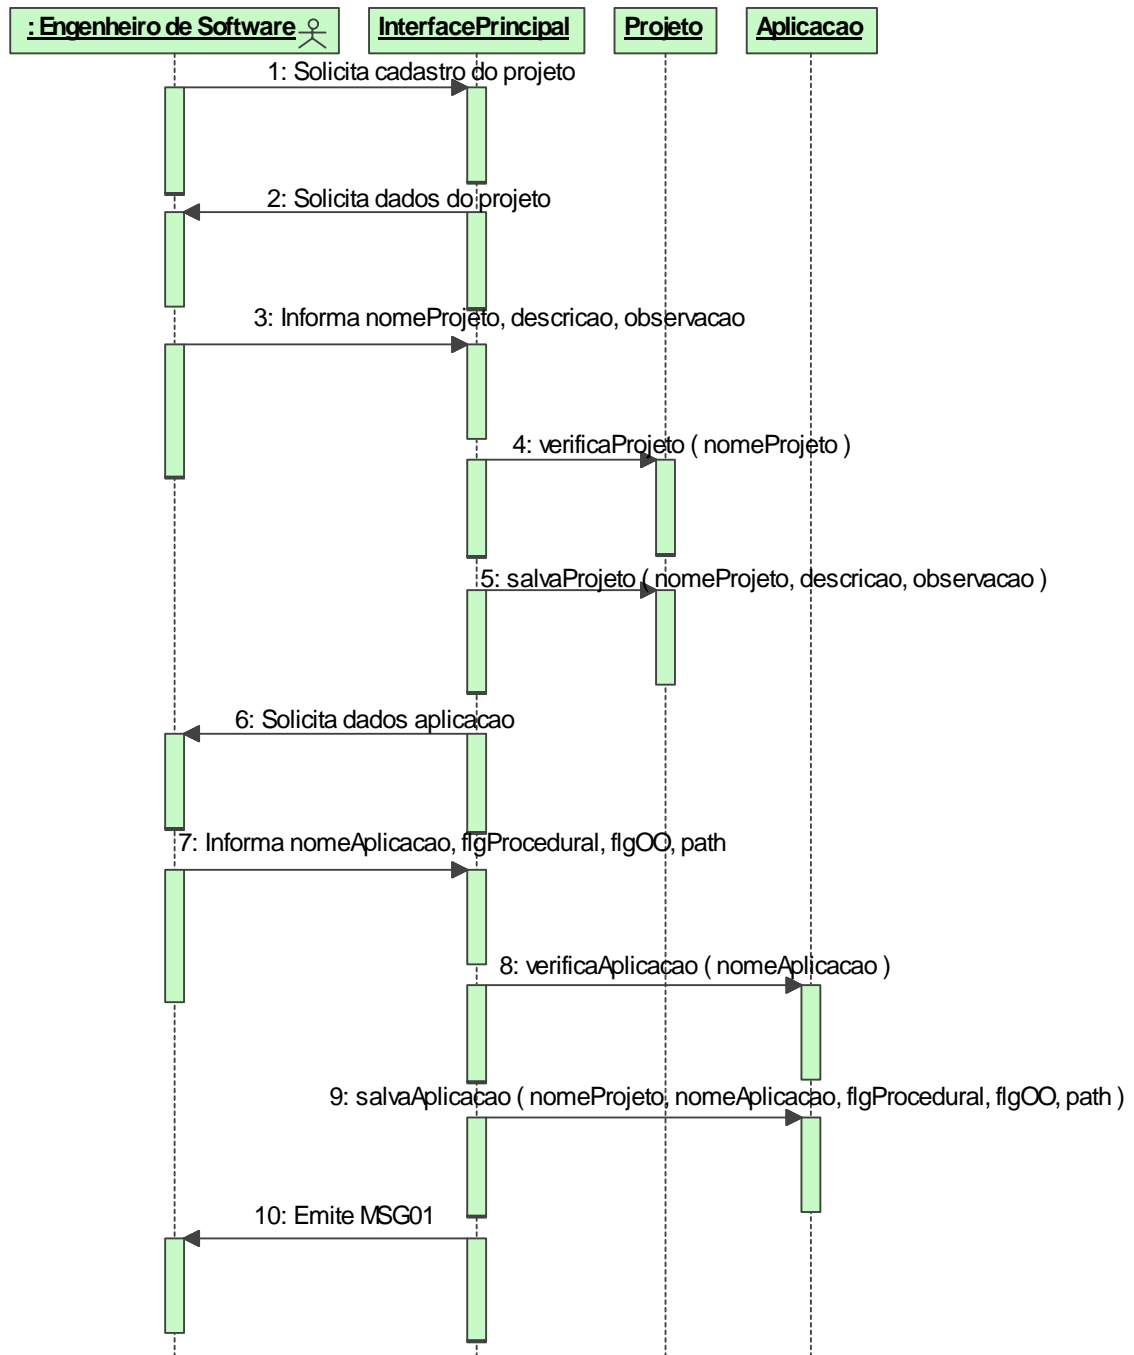 : Engenheiro de Software
InterfacePrincipal
Projeto
Aplicacao
1: Solicita cadastro do projeto
2: Solicita dados do projeto
3: Informa nomeProjeto, descricao, observacao
4: verificaProjeto ( nomeProjeto )
5: salvaProjeto ( nomeProjeto, descricao, observacao )
6: Solicita dados aplicacao
7: Informa nomeAplicacao, flgProcedural, flgOO, path
8: verificaAplicacao ( nomeAplicacao )
9: salvaAplicacao ( nomeProjeto, nomeAplicacao, flgProcedural, flgOO, path )
10: Emite MSG01